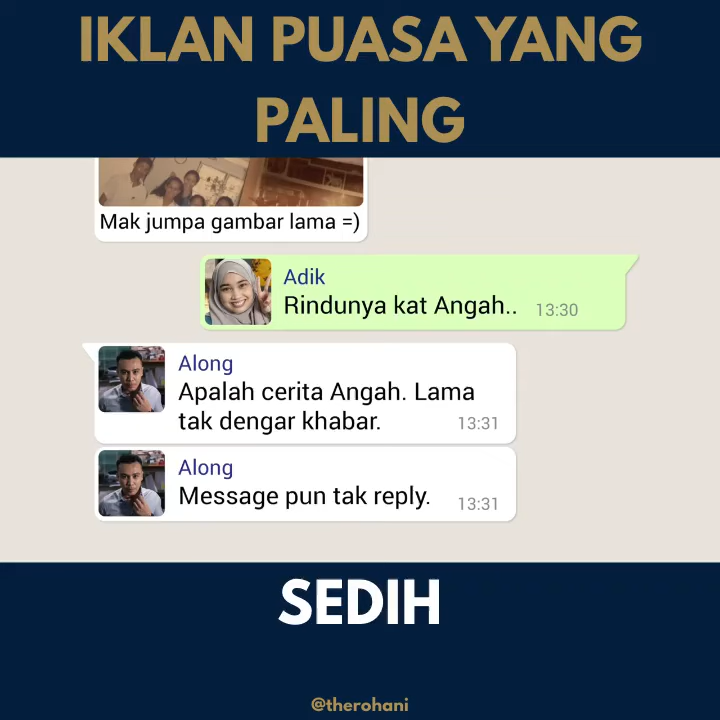 IKLAN PUASA YANG
PALING
Mak jumpa gambar lama =)
Adik
Rindunya kat Angah.. 13:30
Along
Apalah cerita Angah. Lama
tak dengar khabar. 13:31
Along
Message pun tak reply. 13:31
SEDIH
@therohani